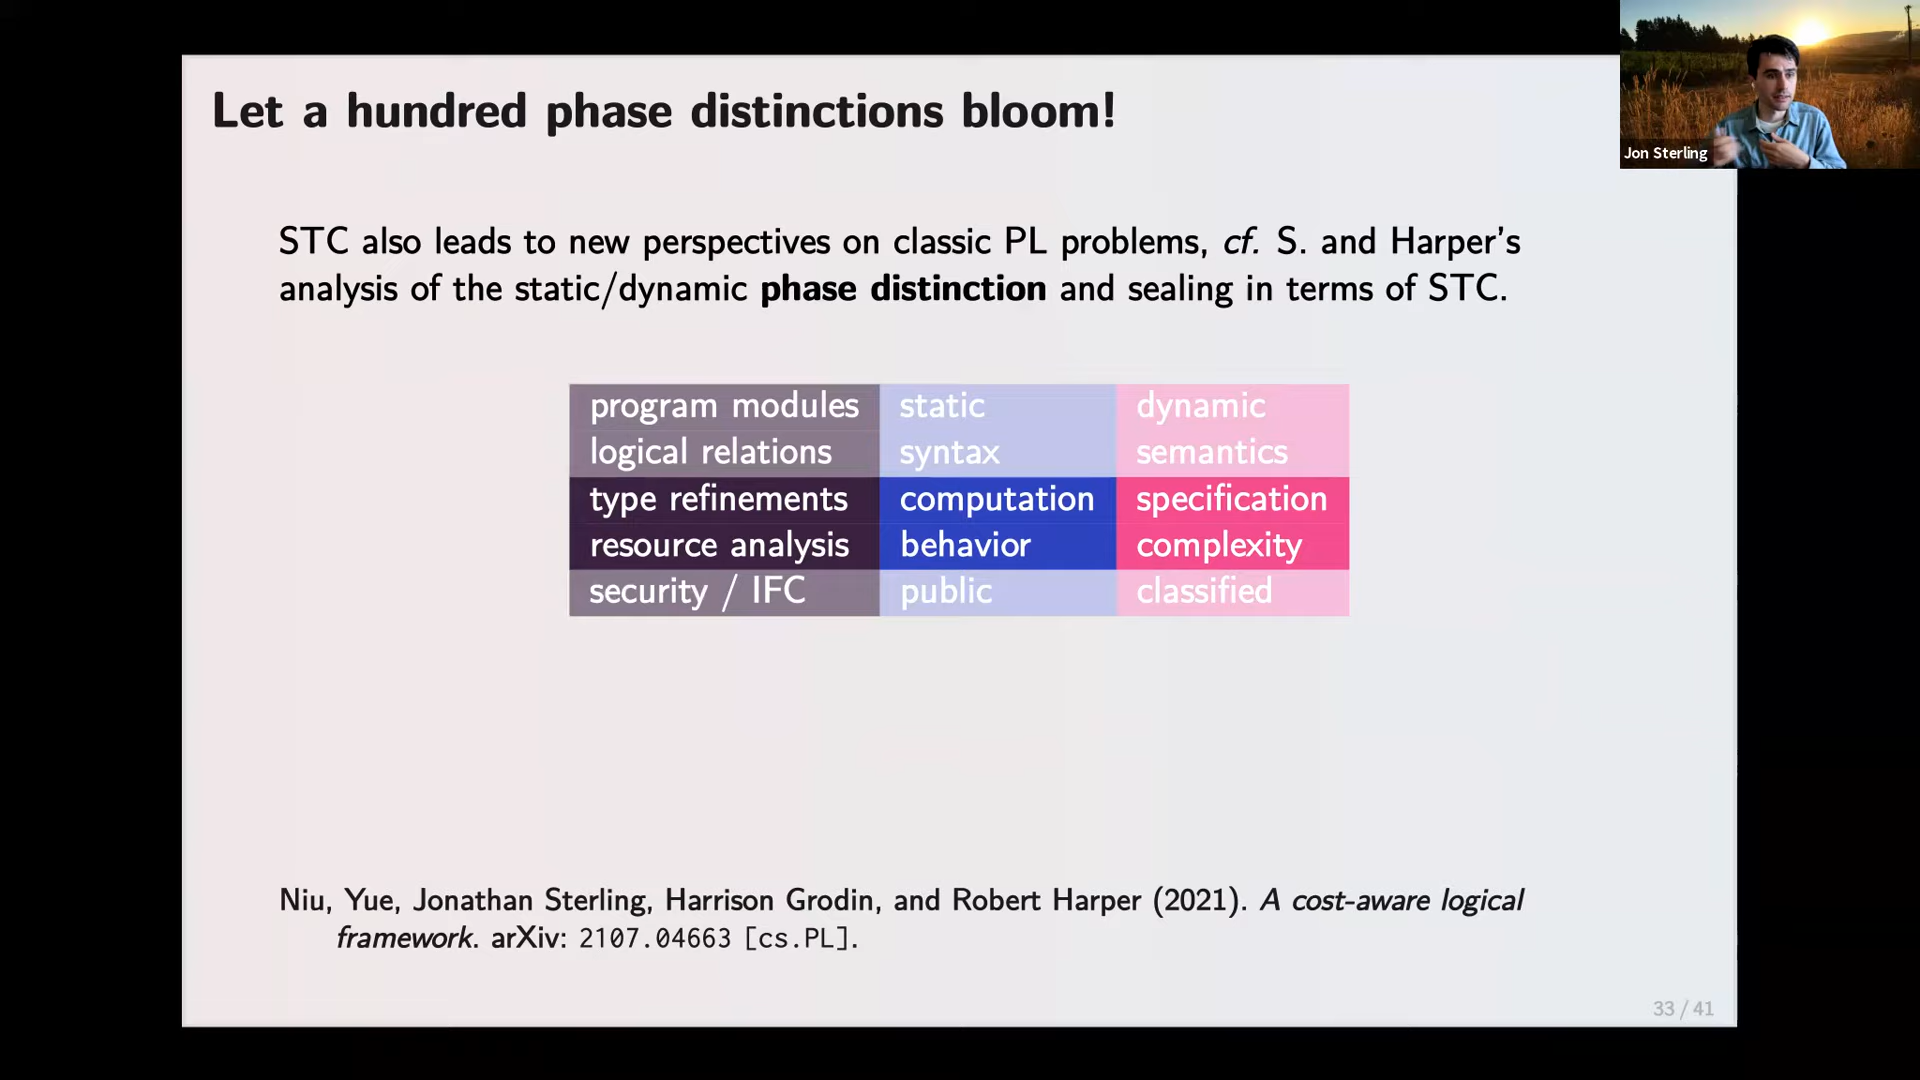 Let a hundred phase distinctions bloom!
Jon Sterling
STC also leads to new perspectives on classic PL problems, cf. S. and Harper's
analysis of the static/dynamic phase distinction and sealing in terms of STC.
program modules static dynamic
logical relations syntax semantics
type refinements computation specification
resource analysis behavior complexity
security / IFC public classified
Niu, Yue, Jonathan Sterling, Harrison Grodin, and Robert Harper (2021). A cost-aware logical
framework. arXiv: 2107.04663 [cs.PL].
33 / 41